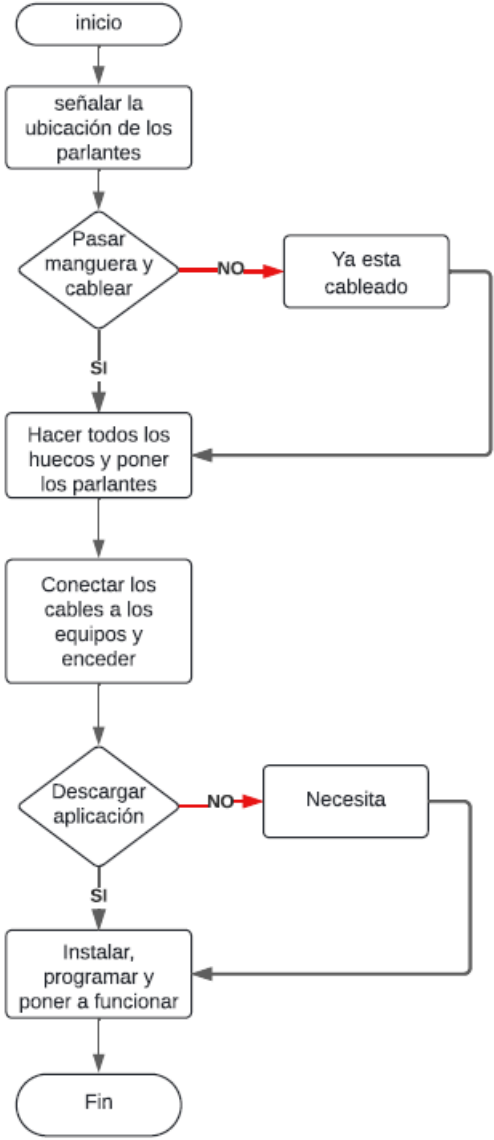 inicio
señalar la
ubicación de los
parlantes
Pasar
manguera y
cablear
NO
Ya esta
cableado
SI
Hacer todos los
huecos y poner
los parlantes
Conectar los
cables a los
equipos y
enceder
Descargar
aplicación
NO
Necesita
SI
Instalar,
programar y
poner a funcionar
Fin